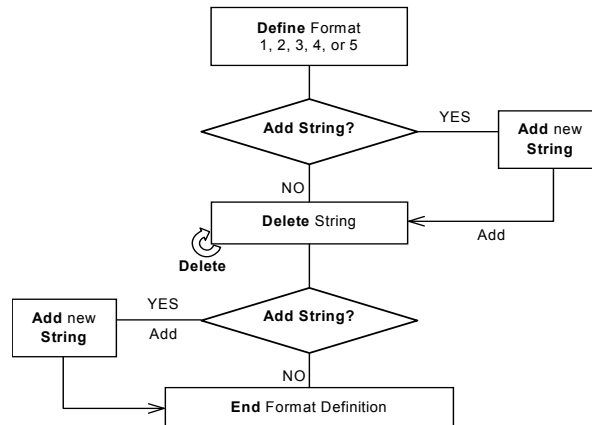 Define Format
1, 2, 3, 4, or 5
Add String?
YES
Add new
String
NO
Delete String
Add
Delete
Add String?
YES
Add
Add new
String
NO
End Format Definition